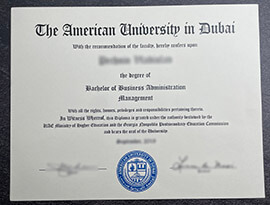 The American University in Dubai
With the recommendation of the faculty, hereby confers upon
the degree of
Bachelor of Business Administration
Management
With all the rights, honors, privileges and responsibilities pertaining thereto.
In Witness Whereof, this Diploma is granted under the authority bestowed by the
UAE Ministry of Higher Education and the Georgia Nonpublic Postsecondary Education Commission
and bears the seal of the University
September, 2010